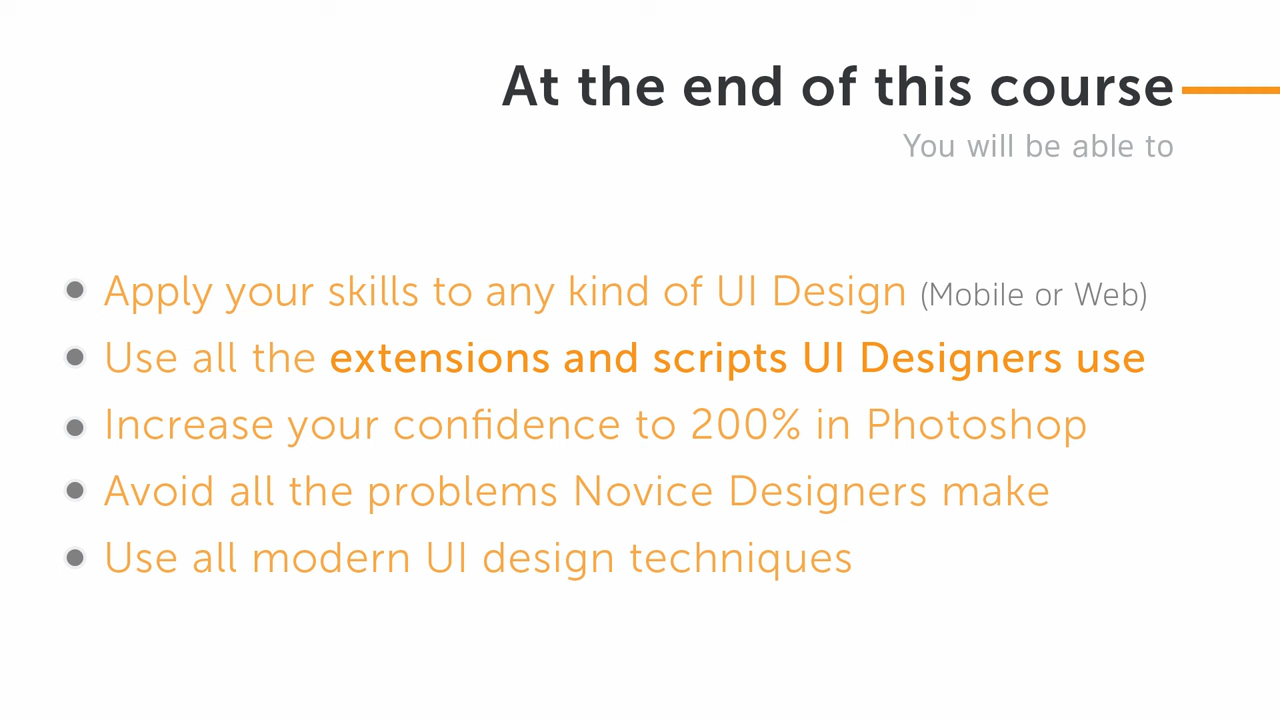 At the end of this course
You will be able to
Apply your skills to any kind of UI Design (Mobile or Web)
Use all the extensions and scripts UI Designers use
Increase your confidence to 200% in Photoshop
Avoid all the problems Novice Designers make
Use all modern UI design techniques